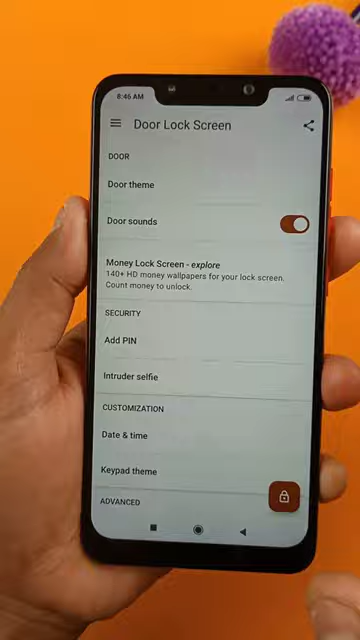 8:46 AM
Door Lock Screen
DOOR
Door theme
Door sounds
Money Lock Screen - explore
140+ HD money wallpapers for your lock screen.
Count money to unlock.
SECURITY
Add PIN
Intruder selfie
CUSTOMIZATION
Date & time
Keypad theme
ADVANCED